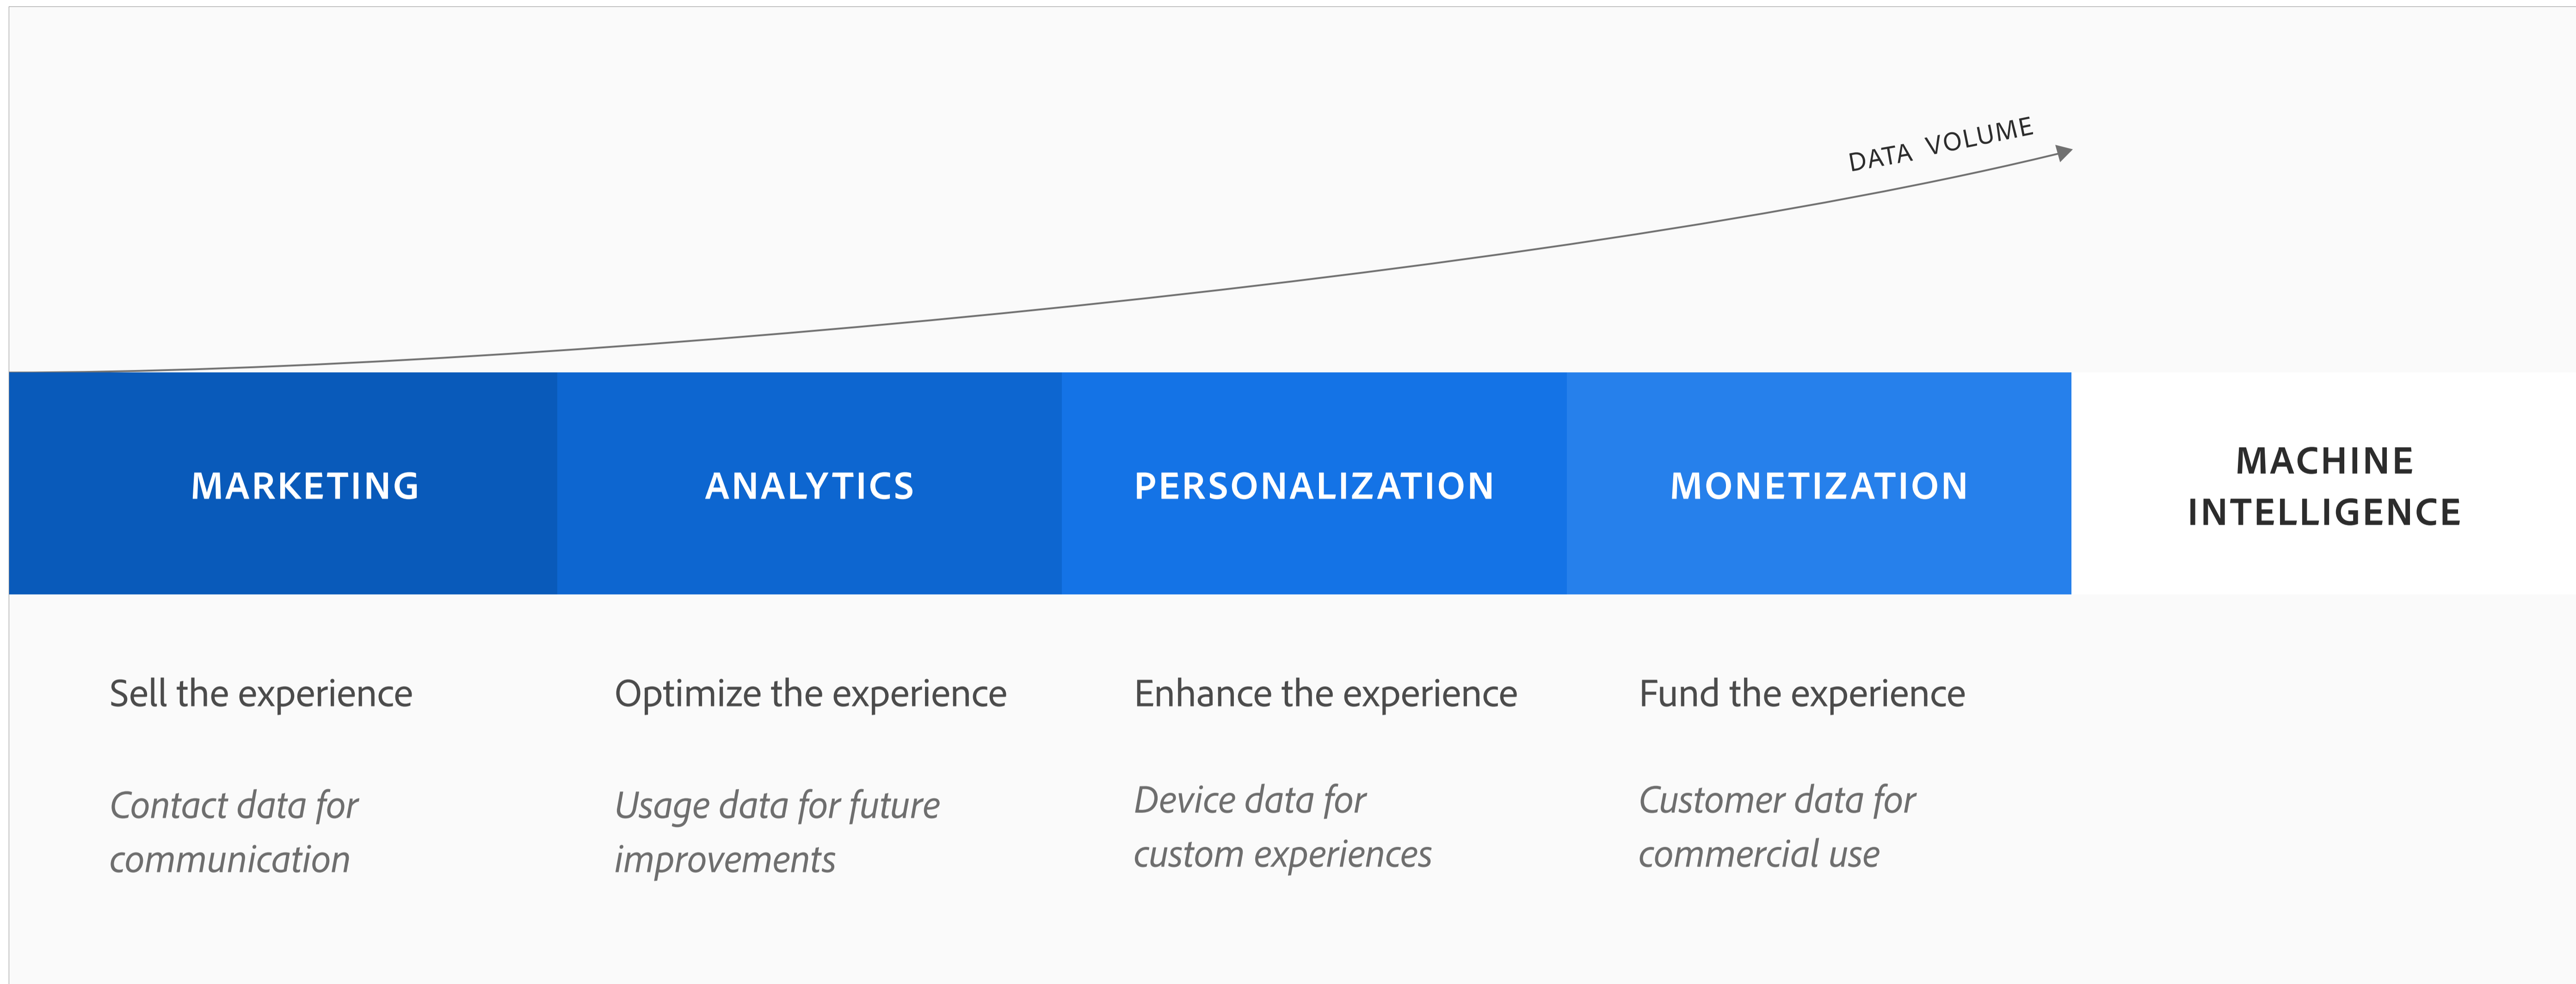 DATA VOLUME
MARKETING
ANALYTICS
PERSONALIZATION
MONETIZATION
MACHINE
INTELLIGENCE
Sell the experience
Contact data for
communication
Optimize the experience
Usage data for future
improvements
Enhance the experience
Device data for
custom experiences
Fund the experience
Customer data for
commercial use